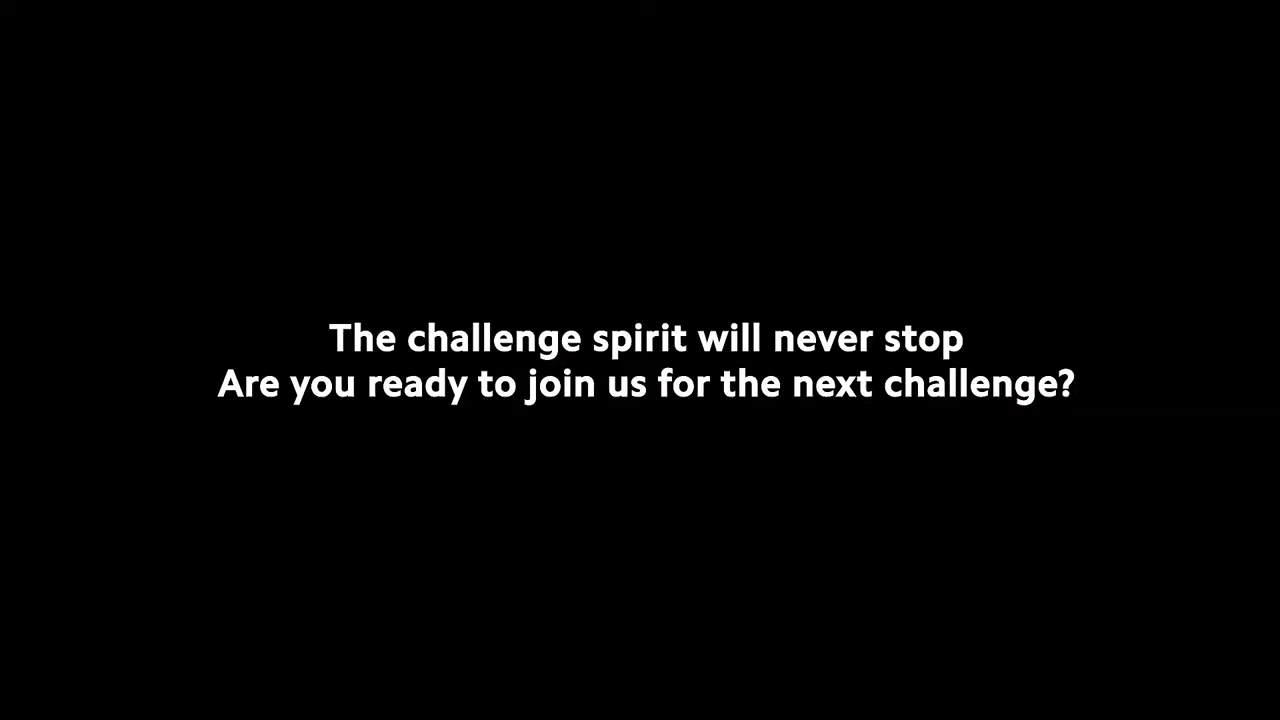 The challenge spirit will never stop
Are you ready to join us for the next challenge?